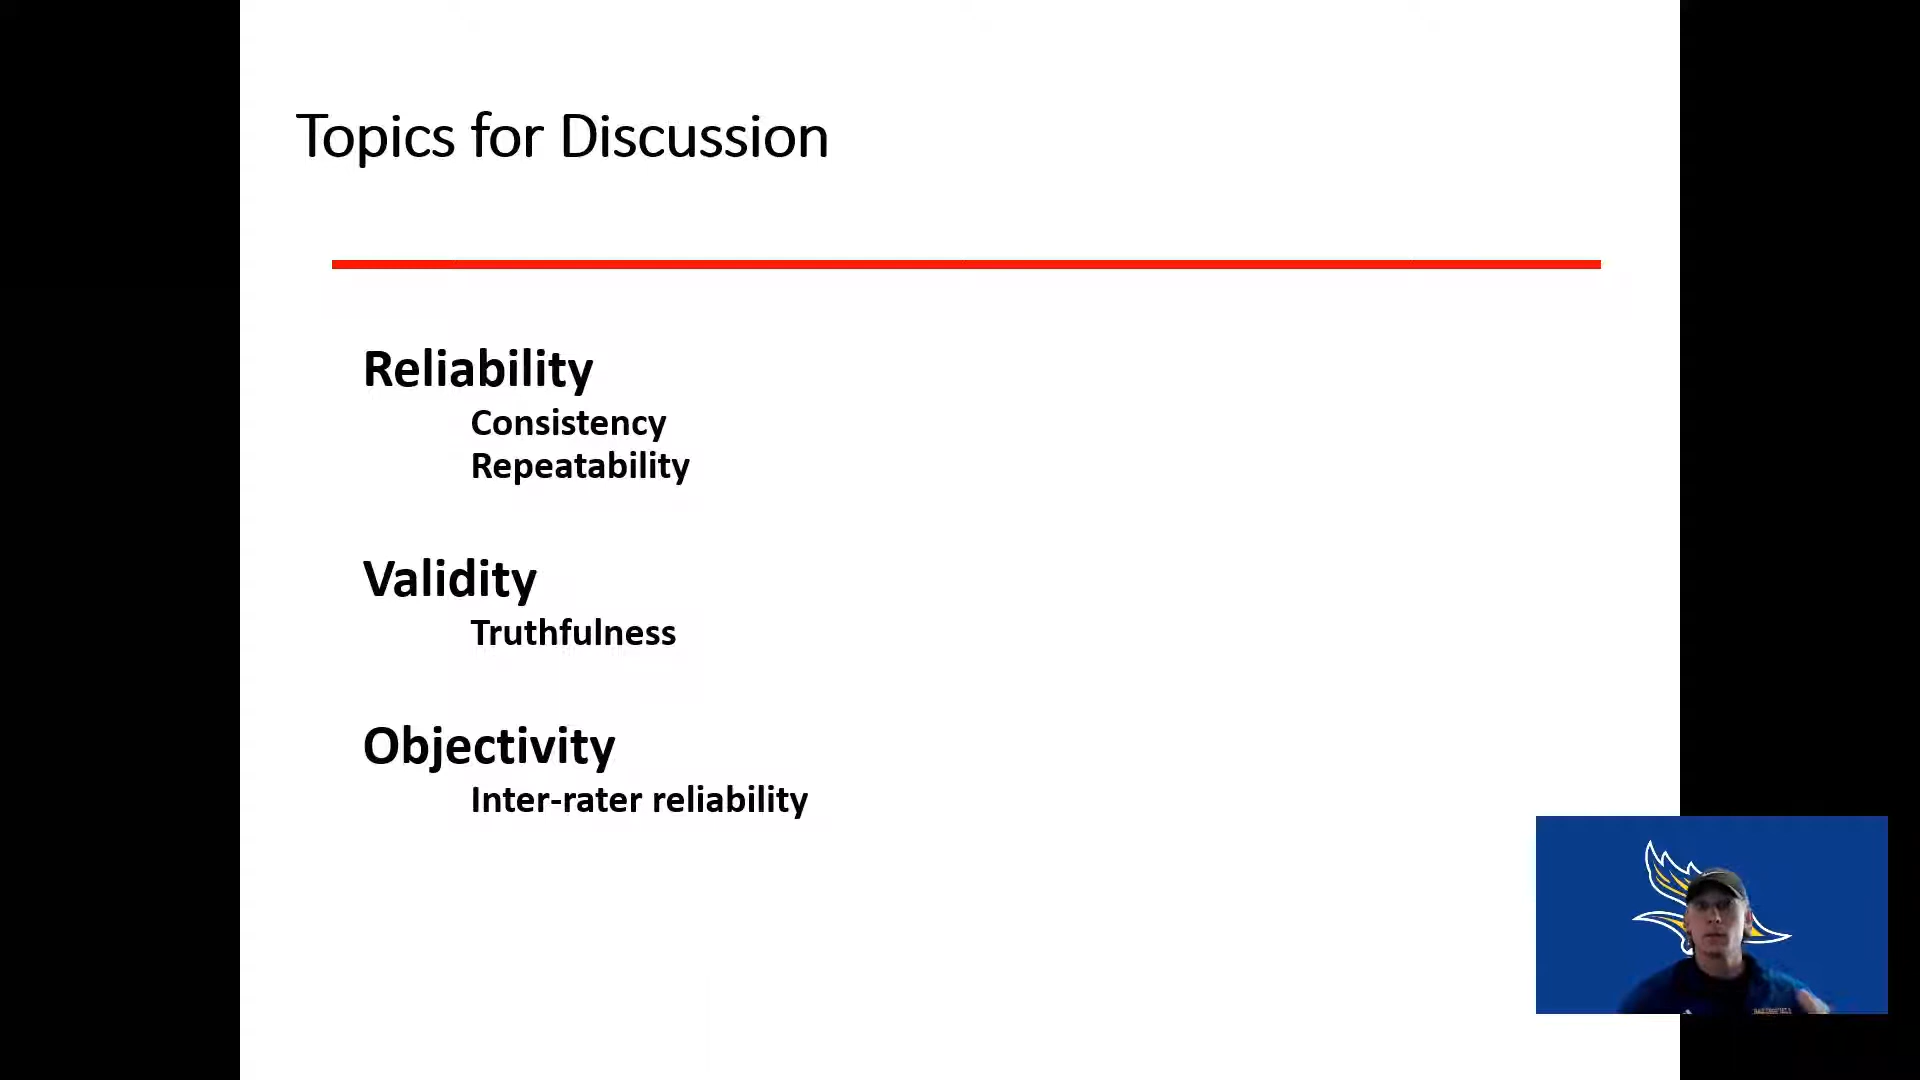 Topics for Discussion
Reliability
Consistency
Repeatability
Validity
Truthfulness
Objectivity
Inter-rater reliability